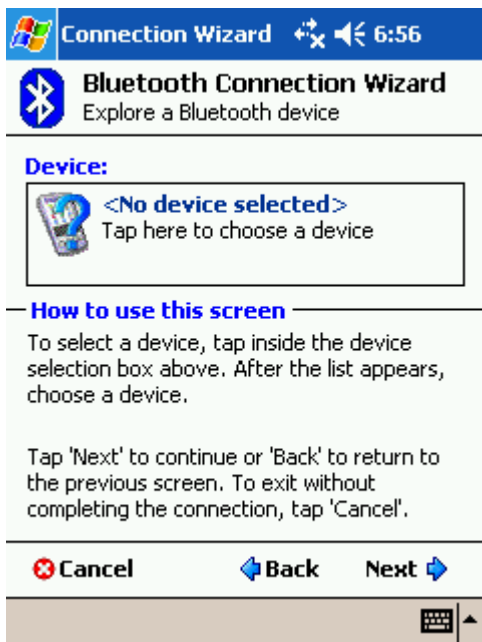 Connection Wizard 6:56
Bluetooth Connection Wizard
Explore a Bluetooth device
Device:
<No device selected>
Tap here to choose a device
How to use this screen
To select a device, tap inside the device
selection box above. After the list appears,
choose a device.
Tap 'Next' to continue or 'Back' to return to
the previous screen. To exit without
completing the connection, tap 'Cancel'.
Cancel Back Next